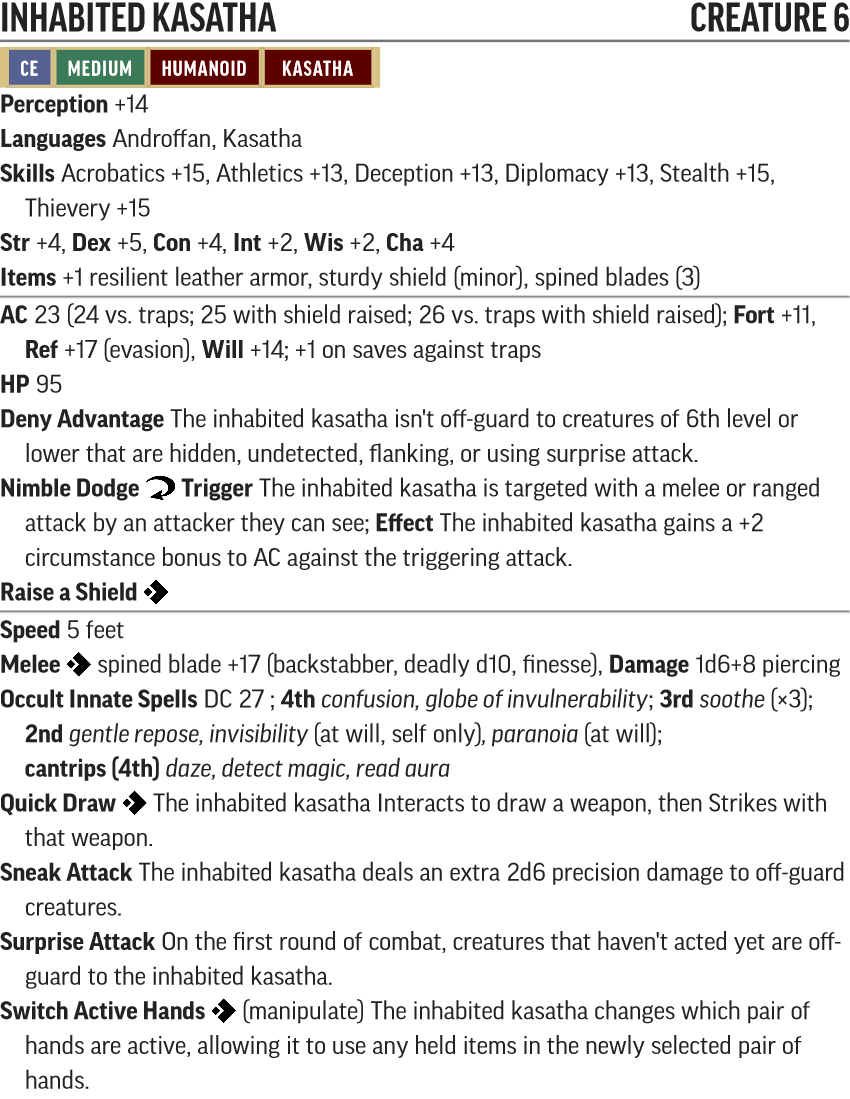 INHABITED KASATHA CREATURE 6
CE MEDIUM HUMANOID KASATHA
Perception +14
Languages Androffan, Kasatha
Skills Acrobatics +15, Athletics +13, Deception +13, Diplomacy +13, Stealth +15,
Thievery +15
Str +4, Dex +5, Con +4, Int +2, Wis +2, Cha +4
Items +1 resilient leather armor, sturdy shield (minor), spined blades (3)
AC 23 (24 vs. traps; 25 with shield raised; 26 vs. traps with shield raised); Fort +11,
Ref +17 (evasion), Will +14; +1 on saves against traps
HP 95
Deny Advantage The inhabited kasatha isn't off-guard to creatures of 6th level or
lower that are hidden, undetected, flanking, or using surprise attack.
Nimble Dodge Trigger The inhabited kasatha is targeted with a melee or ranged
attack by an attacker they can see; Effect The inhabited kasatha gains a +2
circumstance bonus to AC against the triggering attack.
Raise a Shield
Speed 5 feet
Melee spined blade +17 (backstabber, deadly d10, finesse), Damage 1d6+8 piercing
Occult Innate Spells DC 27 ; 4th confusion, globe of invulnerability; 3rd soothe (×3);
2nd gentle repose, invisibility (at will, self only), paranoia (at will);
cantrips (4th) daze, detect magic, read aura
Quick Draw The inhabited kasatha Interacts to draw a weapon, then Strikes with
that weapon.
Sneak Attack The inhabited kasatha deals an extra 2d6 precision damage to off-guard
creatures.
Surprise Attack On the first round of combat, creatures that haven't acted yet are off-
guard to the inhabited kasatha.
Switch Active Hands (manipulate) The inhabited kasatha changes which pair of
hands are active, allowing it to use any held items in the newly selected pair of
hands.